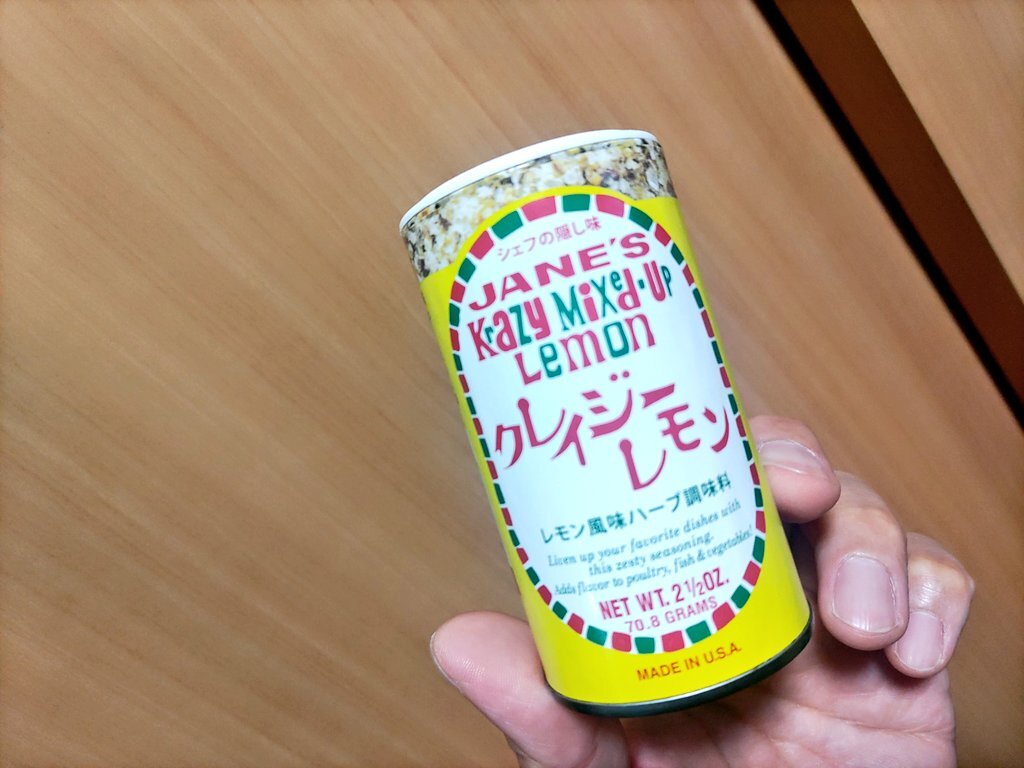 シェフの隠し味
JANE'S
KRAZY MIXED-UP
Lemon
クレイジー
レモン
レモン風味ハーブ調味料
Liven up your favorite dishes with
this zesty seasoning.
Adds flavor to poultry, fish & vegetables!
NET WT. 2 1/2 OZ.
70.8 GRAMS
MADE IN U.S.A.